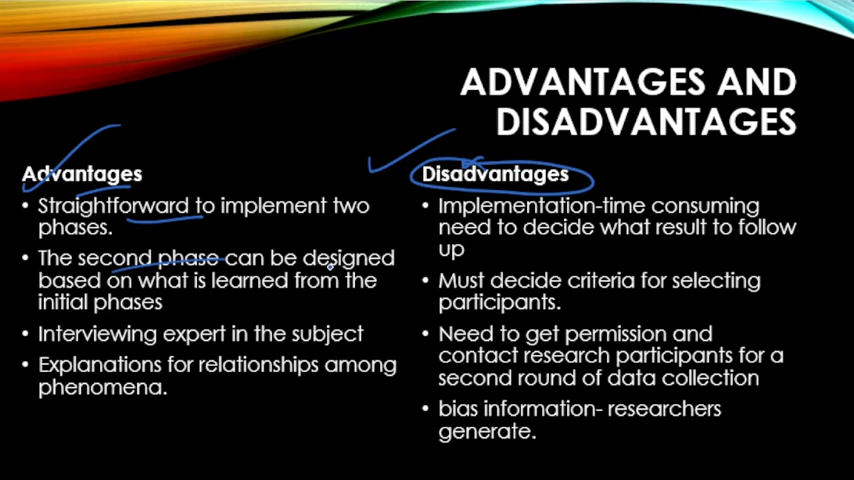 ADVANTAGES AND
DISADVANTAGES
Advantages
• Straightforward to implement two
phases.
• The second phase can be designed
based on what is learned from the
initial phases
• Interviewing expert in the subject
• Explanations for relationships among
phenomena.
Disadvantages
• Implementation-time consuming
need to decide what result to follow
up
• Must decide criteria for selecting
participants.
• Need to get permission and
contact research participants for a
second round of data collection
• bias information- researchers
generate.